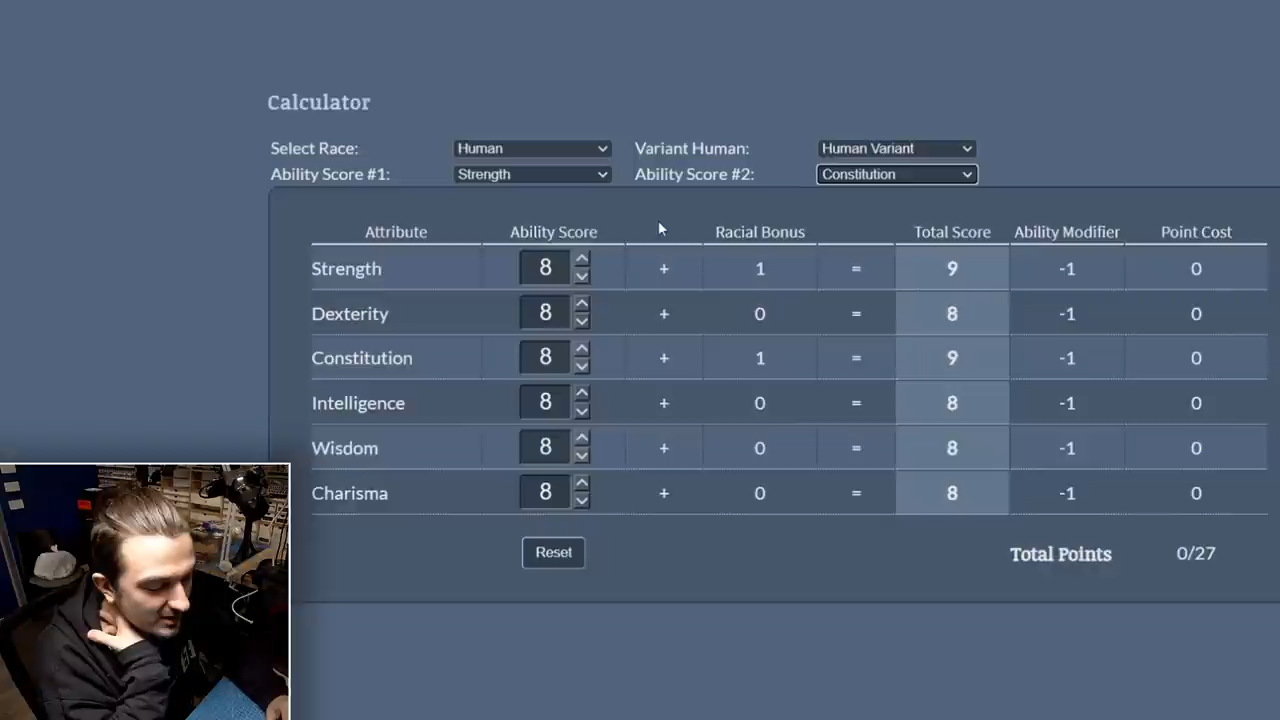 Calculator
Select Race: Human Variant Human: Human Variant
Ability Score #1: Strength Ability Score #2: Constitution
Attribute Ability Score Racial Bonus Total Score Ability Modifier Point Cost
Strength 8 + 1 = 9 -1 0
Dexterity 8 + 0 = 8 -1 0
Constitution 8 + 1 = 9 -1 0
Intelligence 8 + 0 = 8 -1 0
Wisdom 8 + 0 = 8 -1 0
Charisma 8 + 0 = 8 -1 0
Reset Total Points 0/27